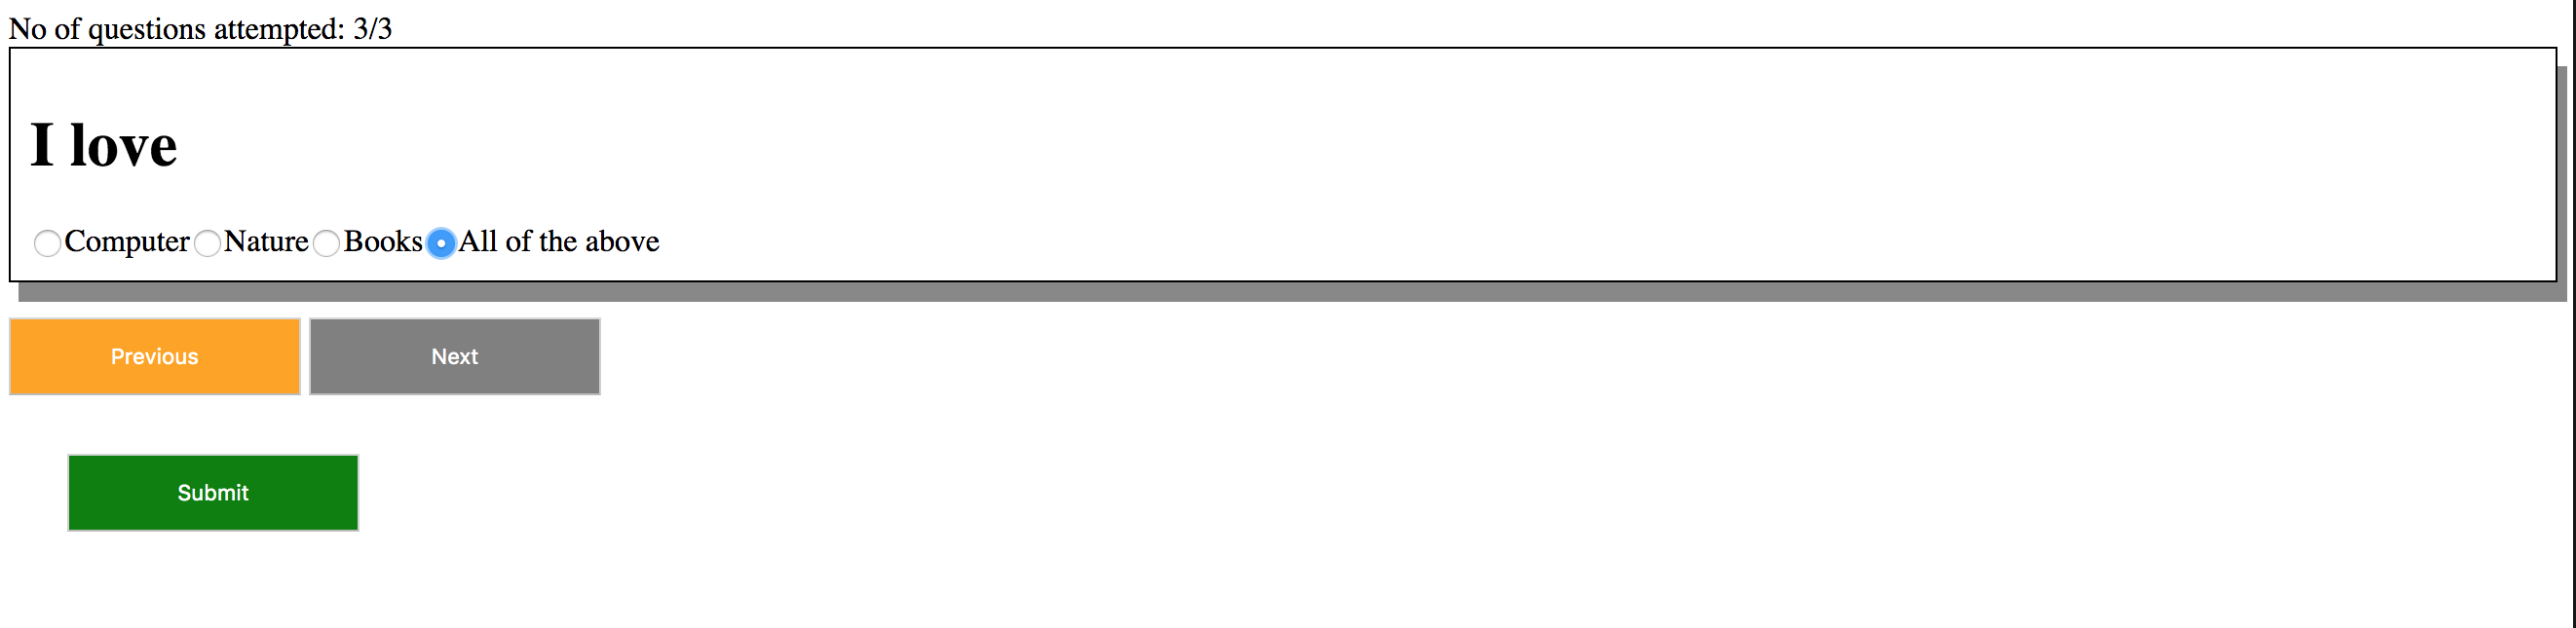 No of questions attempted: 3/3
I love
Computer Nature Books All of the above
Previous Next
Submit